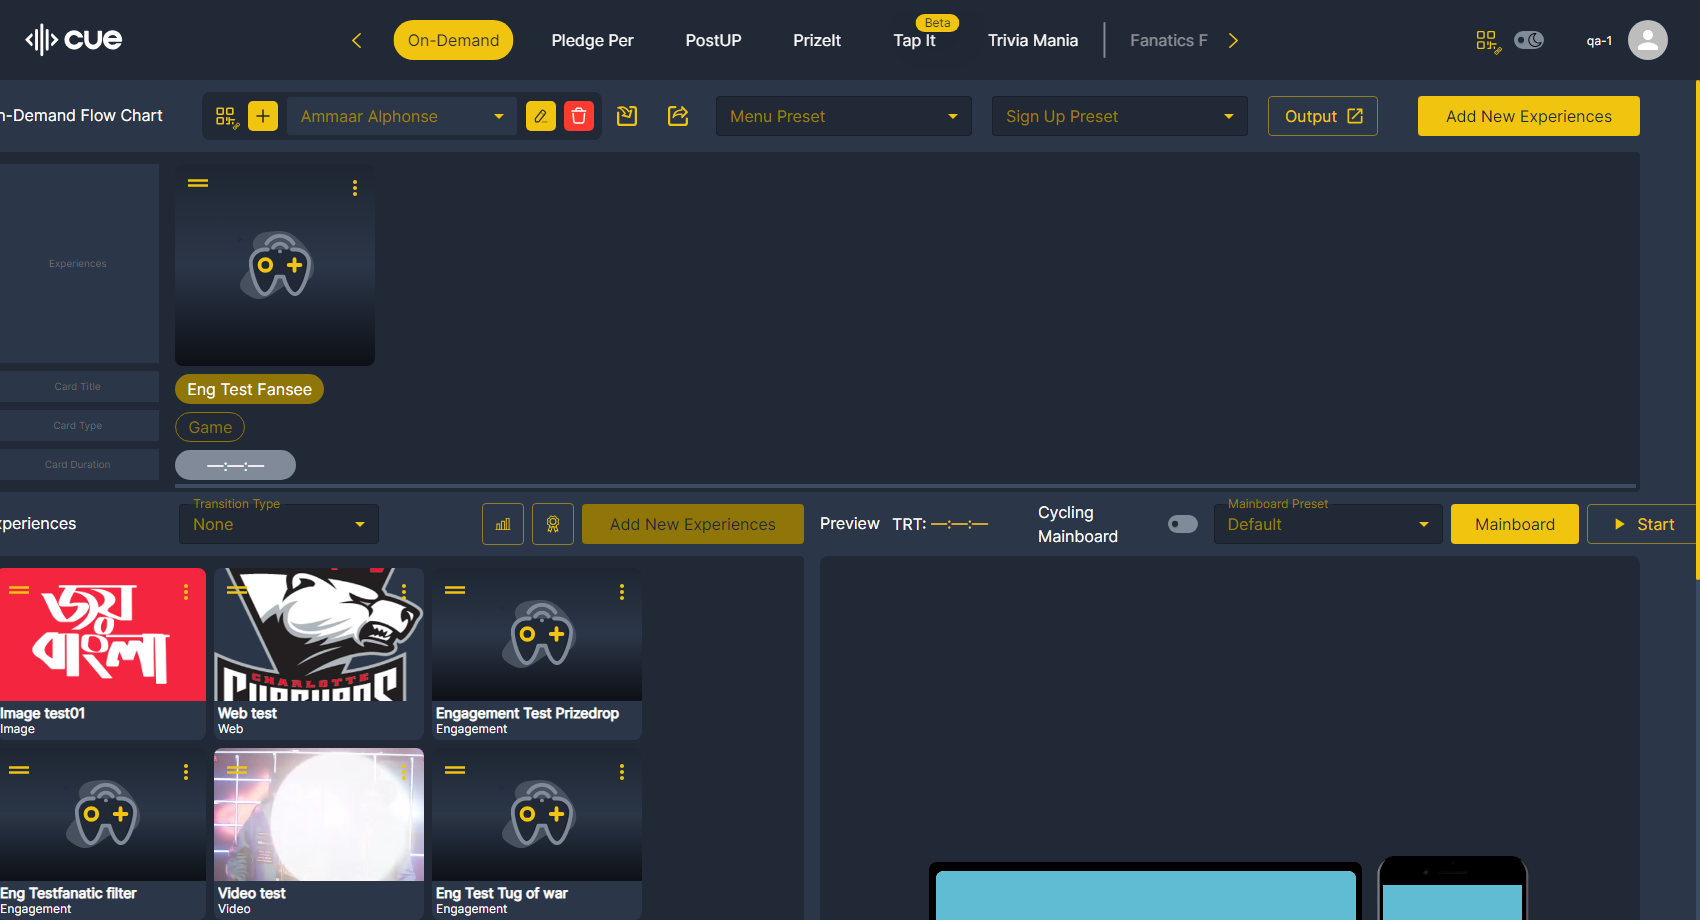 cue
On-Demand
Pledge Per
PostUP
PrizeIt
Beta
Tap It
Trivia Mania
Fanatics F
qa-1
n-Demand Flow Chart
Ammaar Alphonse
Menu Preset
Sign Up Preset
Output
Add New Experiences
Experiences
Card Title
Card Type
Card Duration
Eng Test Fansee
Game
—:—:—
xperiences
Transition Type
None
Add New Experiences
Preview
TRT: —:—:—
Cycling
Mainboard
Mainboard Preset
Default
Mainboard
Start
জয়
বাংলা
CHARLOTTE
Image test01
Image
Web test
Web
Engagement Test Prizedrop
Engagement
Eng Testfanatic filter
Engagement
Video test
Video
Eng Test Tug of war
Engagement